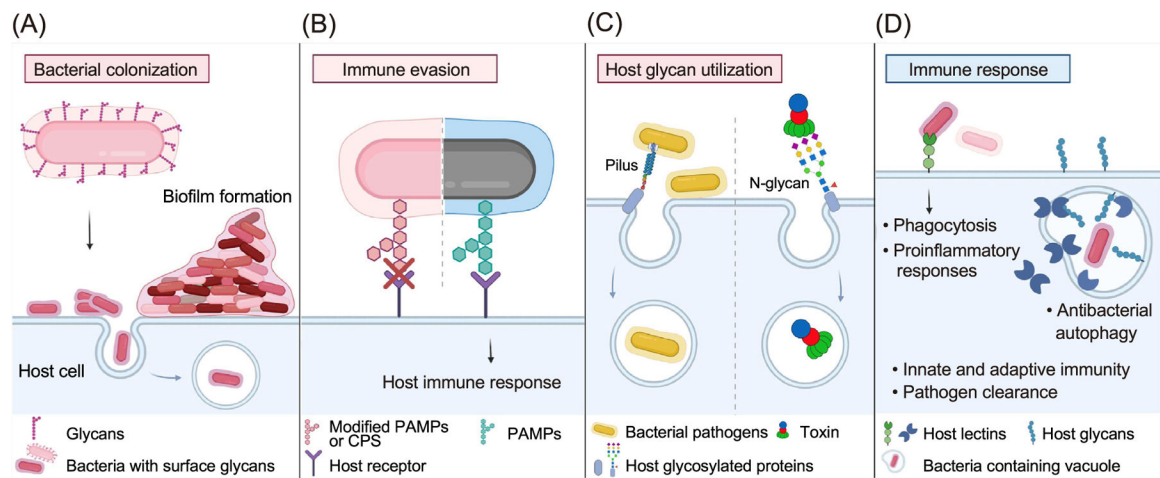 (A)
Bacterial colonization
Biofilm formation
Host cell
Glycans
Bacteria with surface glycans
(B)
Immune evasion
Host immune response
Modified PAMPs
or CPS
PAMPs
Host receptor
(C)
Host glycan utilization
Pilus
N-glycan
Bacterial pathogens
Toxin
Host glycosylated proteins
(D)
Immune response
• Phagocytosis
• Proinflammatory
responses
• Antibacterial
autophagy
• Innate and adaptive immunity
• Pathogen clearance
Host lectins
Host glycans
Bacteria containing vacuole